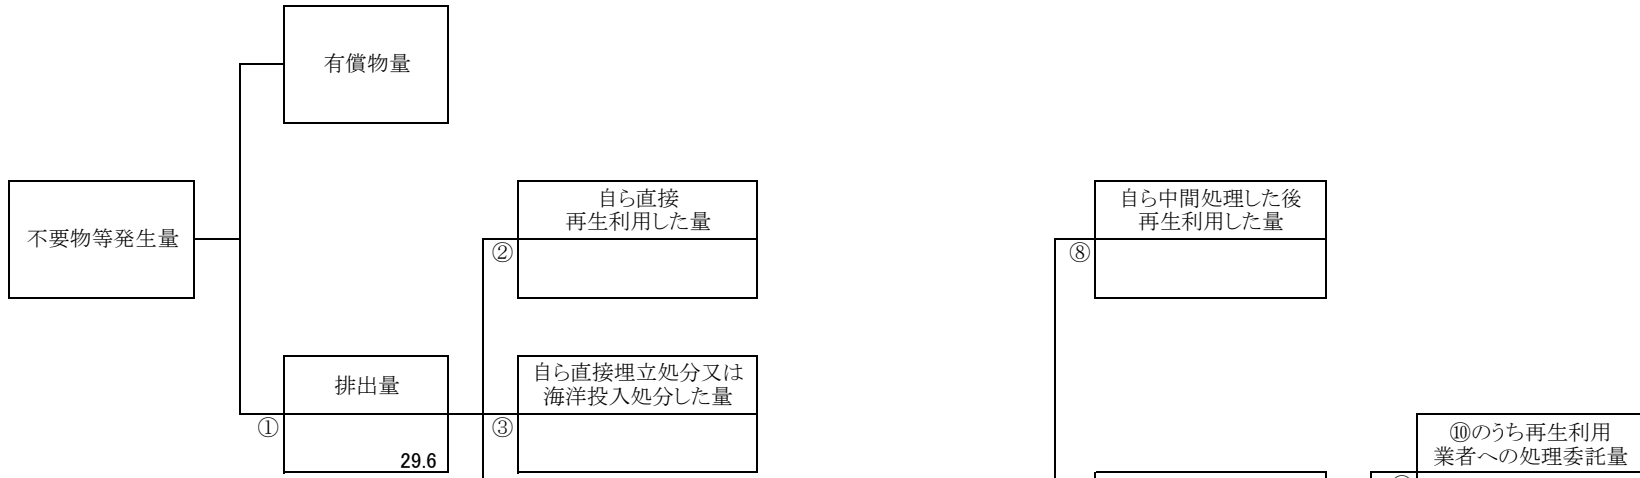 有償物量
不要物等発生量
自ら直接
再生利用した量
②
自ら中間処理した後
再生利用した量
⑧
排出量
①
29.6
自ら直接埋立処分又は
海洋投入処分した量
③
⑩のうち再生利用
業者への処理委託量